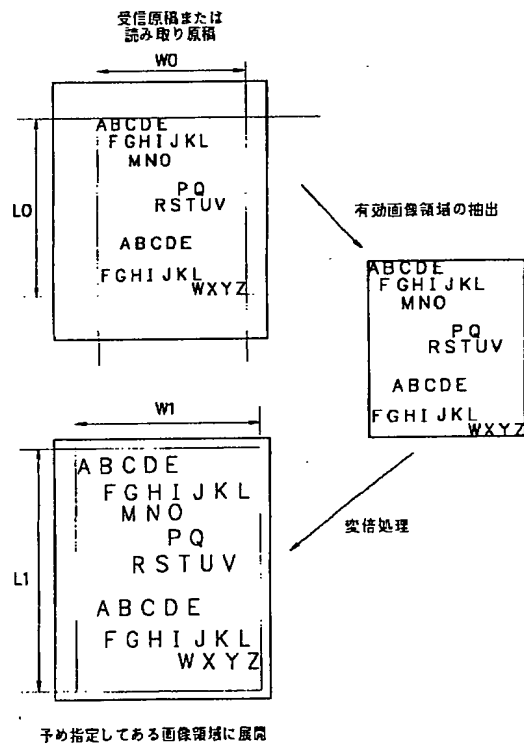 受信原稿または
読み取り原稿
W0
L0
ABCDE
FGHIJKL
MNO
PQ
RSTUV
ABCDE
FGHIJKL
WXYZ
有効画像領域の抽出
ABCDE
FGHIJKL
MNO
PQ
RSTUV
ABCDE
FGHIJKL
WXYZ
変倍処理
W1
L1
ABCDE
FGHIJKL
MNO
PQ
RSTUV
ABCDE
FGHIJKL
WXYZ
予め指定してある画像領域に展開